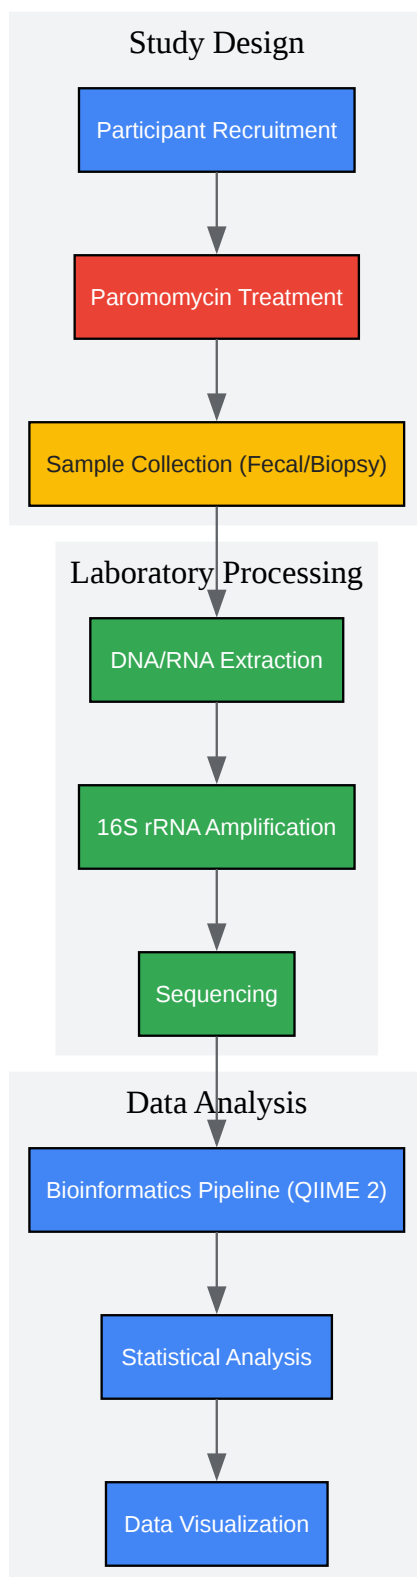 Study Design
Participant Recruitment
Paromomycin Treatment
Sample Collection (Fecal/Biopsy)
Laboratory Processing
DNA/RNA Extraction
16S rRNA Amplification
Sequencing
Data Analysis
Bioinformatics Pipeline (QIIME 2)
Statistical Analysis
Data Visualization